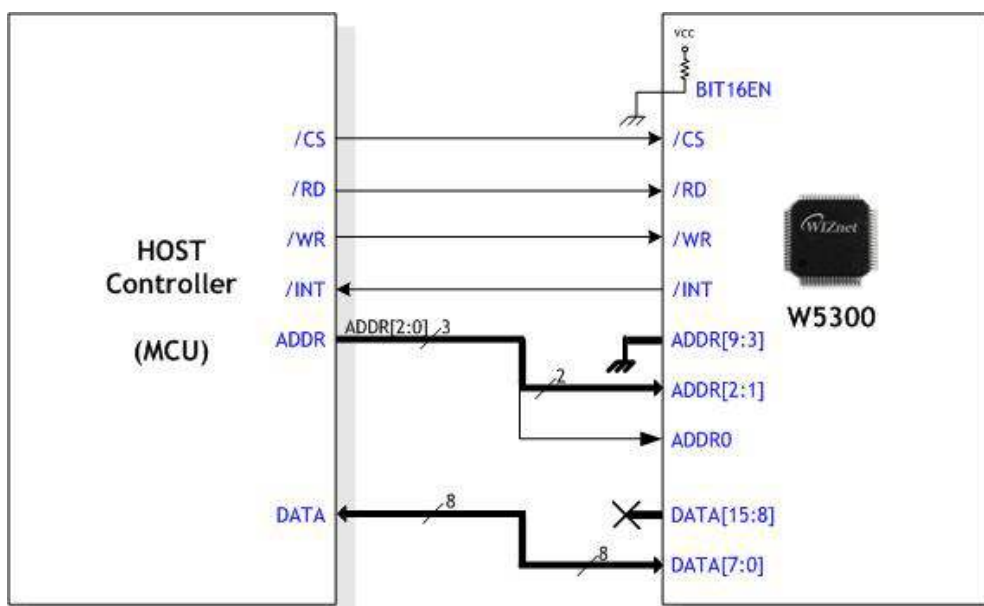 VCC
BIT16EN
/CS
/CS
/RD
/RD
/WR
/WR
HOST
Controller
(MCU)
/INT
/INT
WIZnet
W5300
ADDR
ADDR[2:0]
3
ADDR[9:3]
2
ADDR[2:1]
ADDR0
DATA
8
DATA[15:8]
8
DATA[7:0]